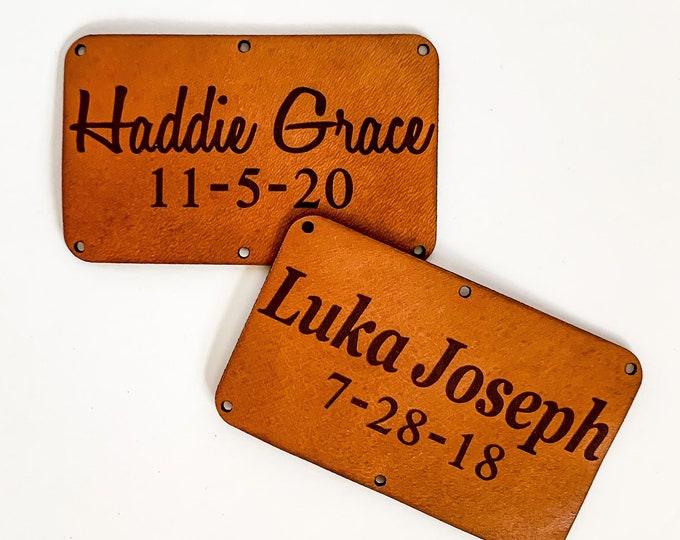 Haddie Grace
11-5-20
Luka Joseph
7-28-18